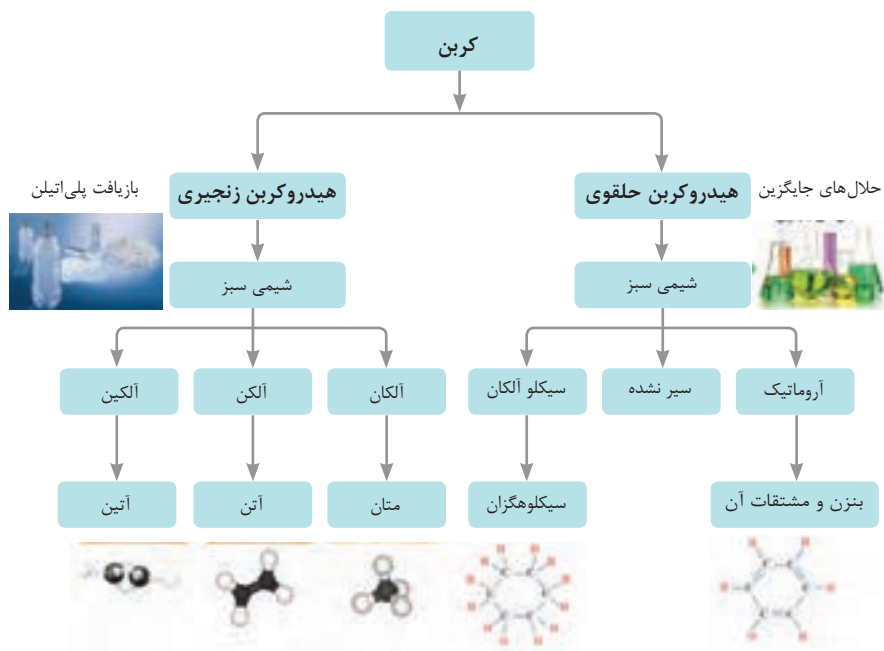 کربن
حلال‌های جایگزین
هیدروکربن حلقوی
هیدروکربن زنجیری
بازیافت پلی‌اتیلن
شیمی سبز
شیمی سبز
آروماتیک
سیر نشده
سیکلو آلکان
آلکان
آلکن
آلکین
بنزن و مشتقات آن
سیکلوهگزان
متان
آتن
آتین